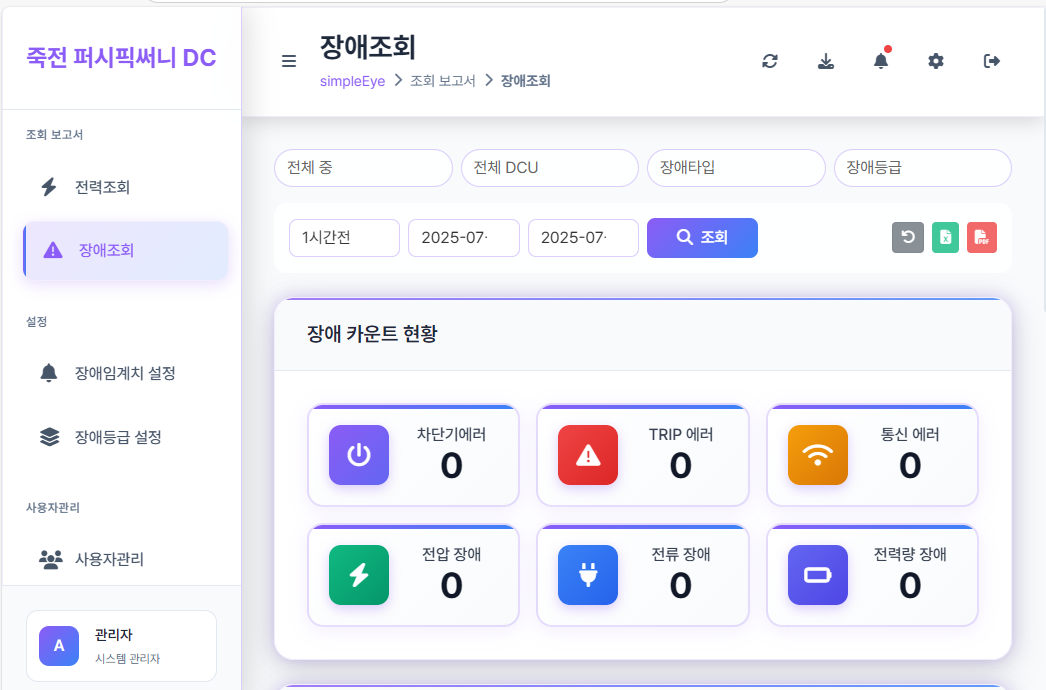 죽전 퍼시픽써니 DC
조회 보고서
전력조회
장애조회
설정
장애임계치 설정
장애등급 설정
사용자관리
사용자관리
A
관리자
시스템 관리자
장애조회
simpleEye > 조회 보고서 > 장애조회
전체 중
전체 DCU
장애타입
장애등급
1시간전
2025-07-
2025-07-
조회
장애 카운트 현황
차단기에러
0
TRIP 에러
0
통신 에러
0
전압 장애
0
전류 장애
0
전력량 장애
0